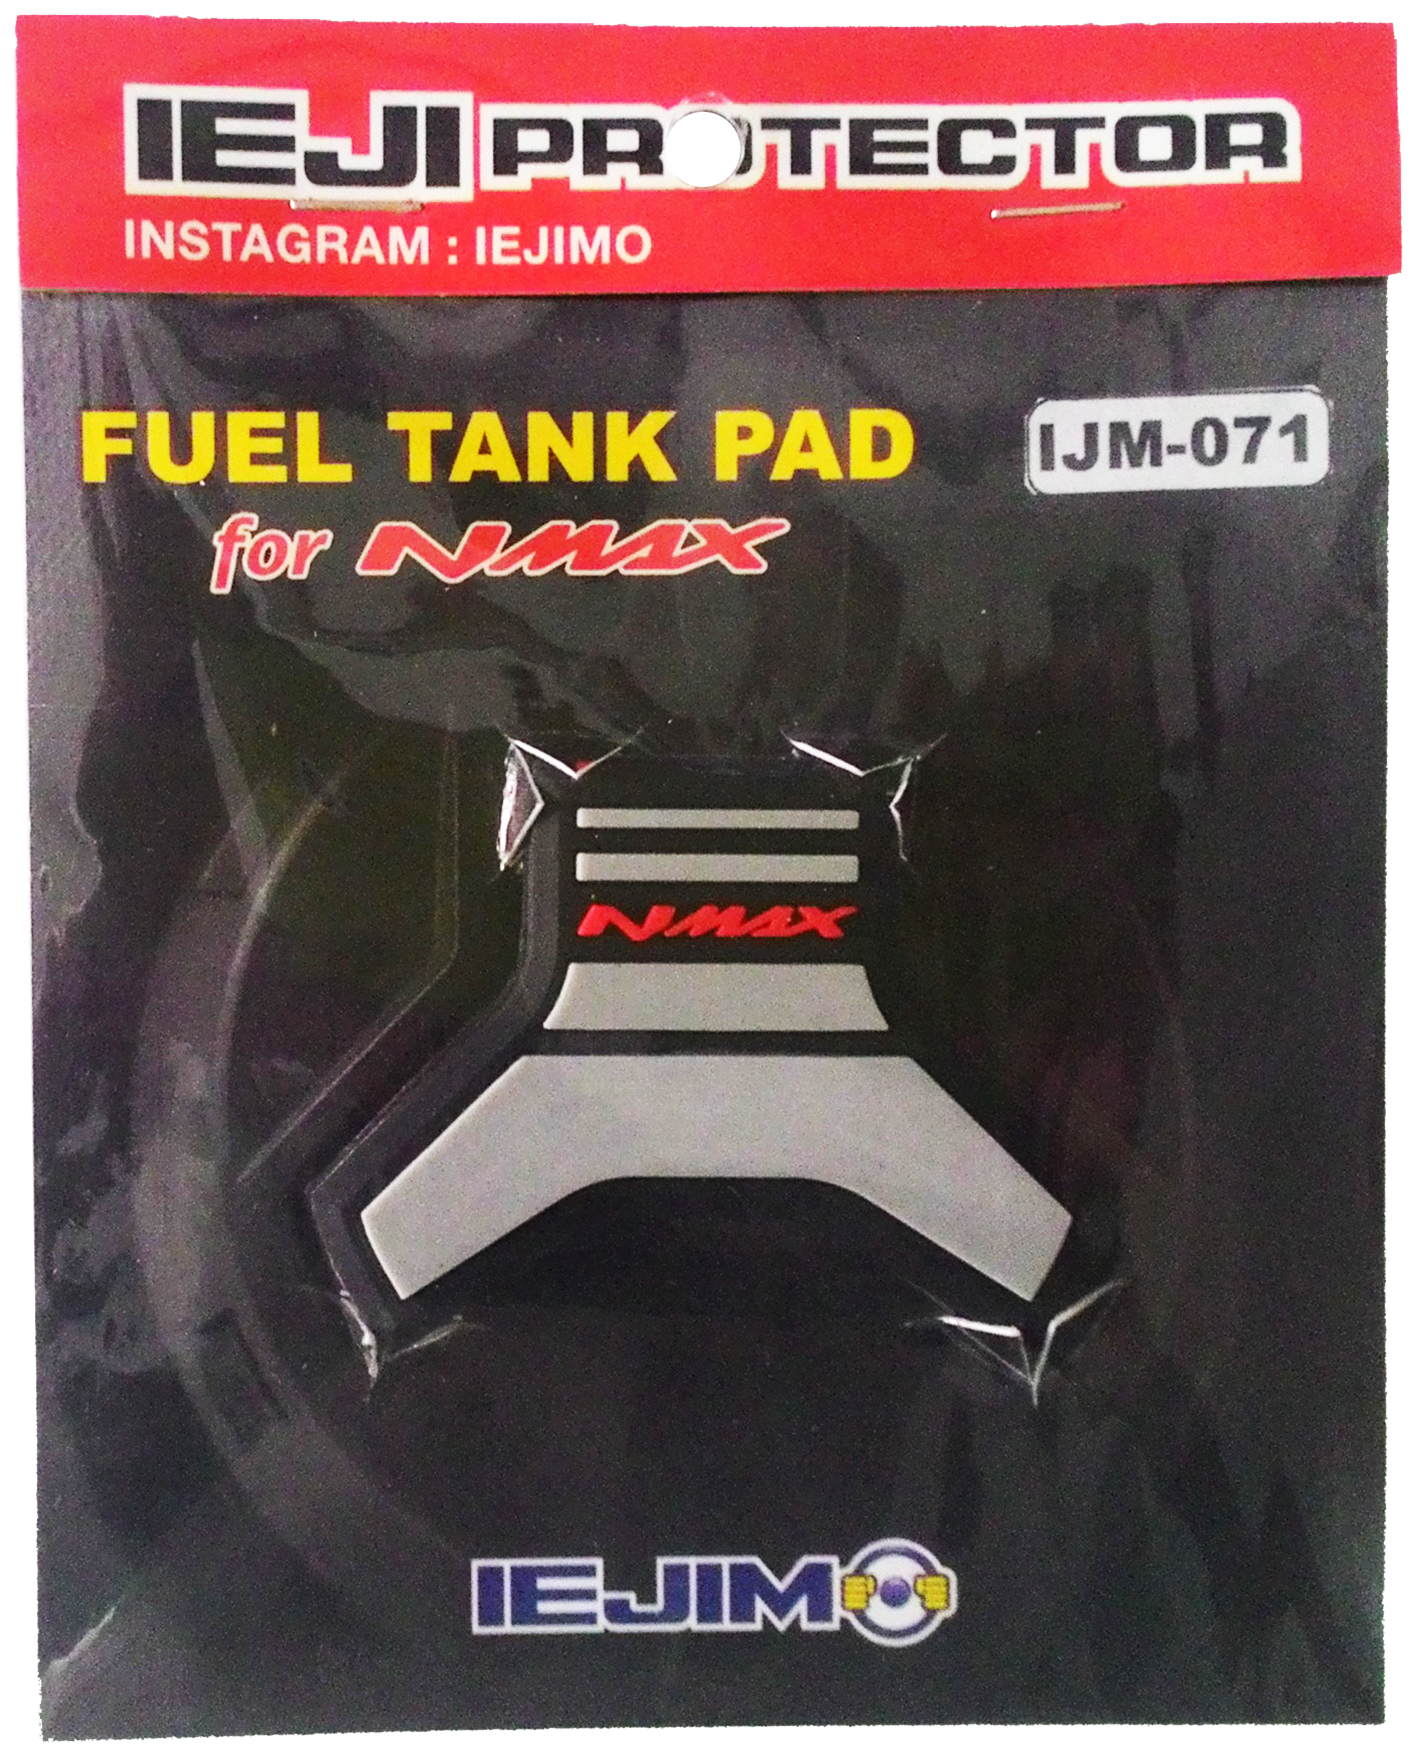 IEJI PROTECTOR
INSTAGRAM : IEJIMO
FUEL TANK PAD
IJM-071
for NMAX
NMAX
IEJIMO